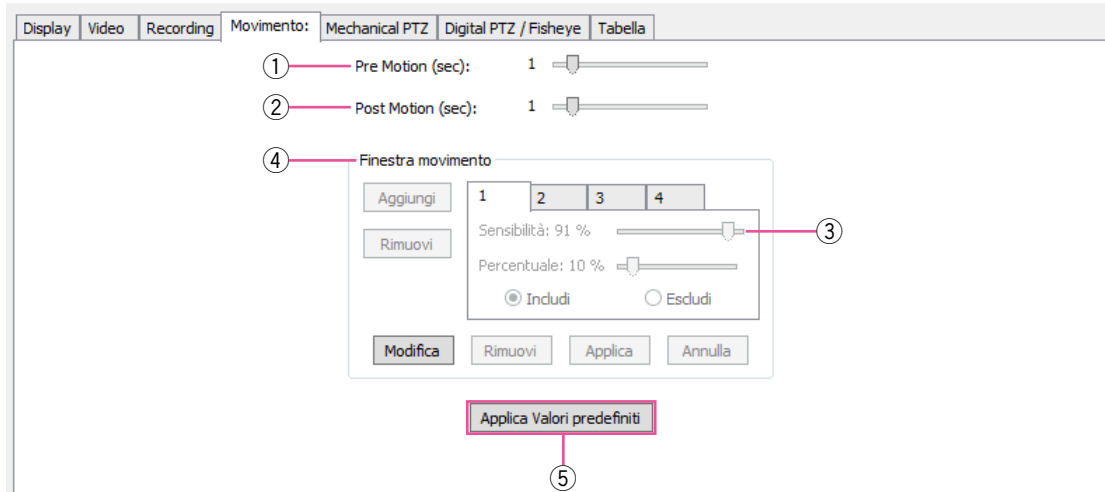 Display Video Recording Movimento: Mechanical PTZ Digital PTZ / Fisheye Tabella
① Pre Motion (sec): 1
② Post Motion (sec): 1
④ Finestra movimento
Aggiungi 1 2 3 4
Sensibilità: 91 % ③
Rimuovi
Percentuale: 10 %
Includi Escludi
Modifica Rimuovi Applica Annulla
Applica Valori predefiniti
⑤